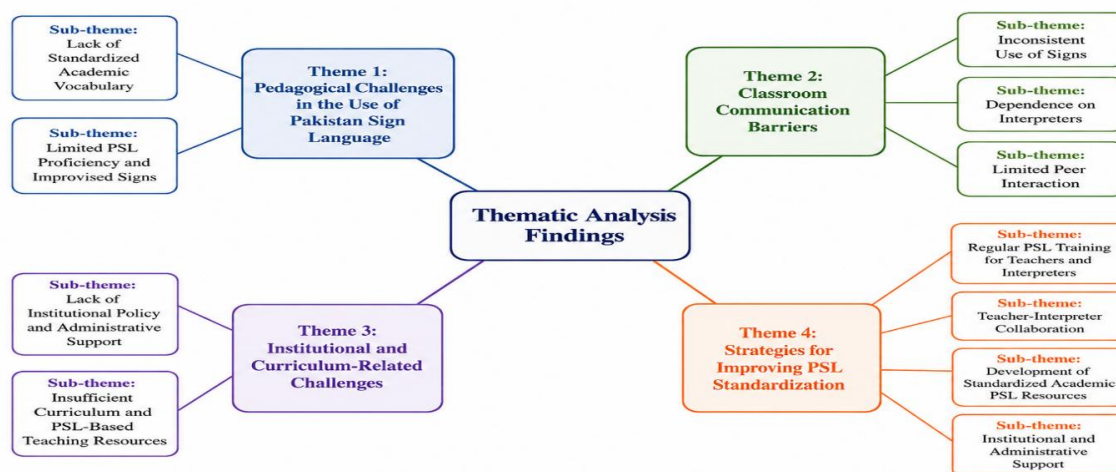 Sub-theme:
Lack of
Standardized
Academic
Vocabulary
Sub-theme:
Limited PSL
Proficiency and
Improvised Signs
Theme 1:
Pedagogical Challenges
in the Use of
Pakistan Sign
Language
Theme 2:
Classroom
Communication
Barriers
Sub-theme:
Inconsistent
Use of Signs
Sub-theme:
Dependence on
Interpreters
Sub-theme:
Limited Peer
Interaction
Thematic Analysis
Findings
Sub-theme:
Lack of
Institutional Policy
and Administrative
Support
Sub-theme:
Insufficient
Curriculum and
PSL-Based
Teaching Resources
Theme 3:
Institutional and
Curriculum-Related
Challenges
Theme 4:
Strategies for
Improving PSL
Standardization
Sub-theme:
Regular PSL Training
for Teachers and
Interpreters
Sub-theme:
Teacher-Interpreter
Collaboration
Sub-theme:
Development of
Standardized Academic
PSL Resources
Sub-theme:
Institutional and
Administrative
Support